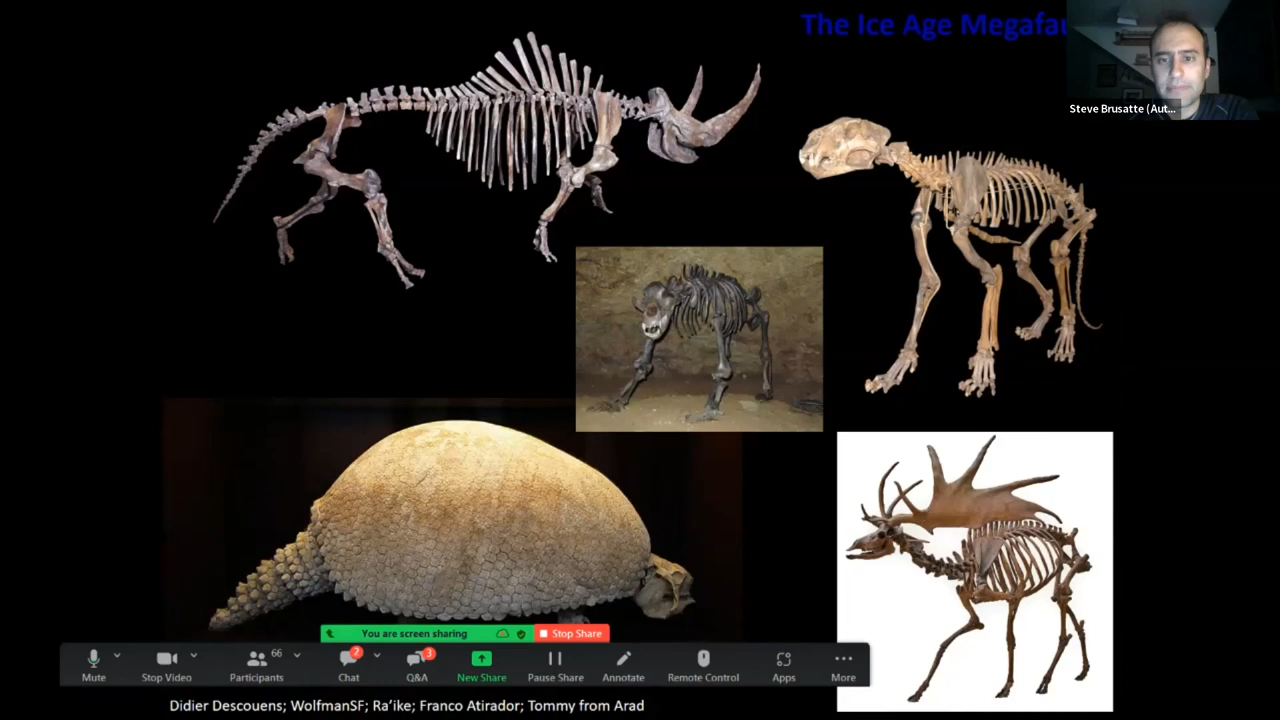 The Ice Age Megafau
Steve Brusatte (Aut...
You are screen sharing
Stop Share
66
2
3
Mute
Stop Video
Participants
Chat
Q&A
New Share
Pause Share
Annotate
Remote Control
Apps
More
Didier Descouens; WolfmanSF; Ra'ike; Franco Atirador; Tommy from Arad